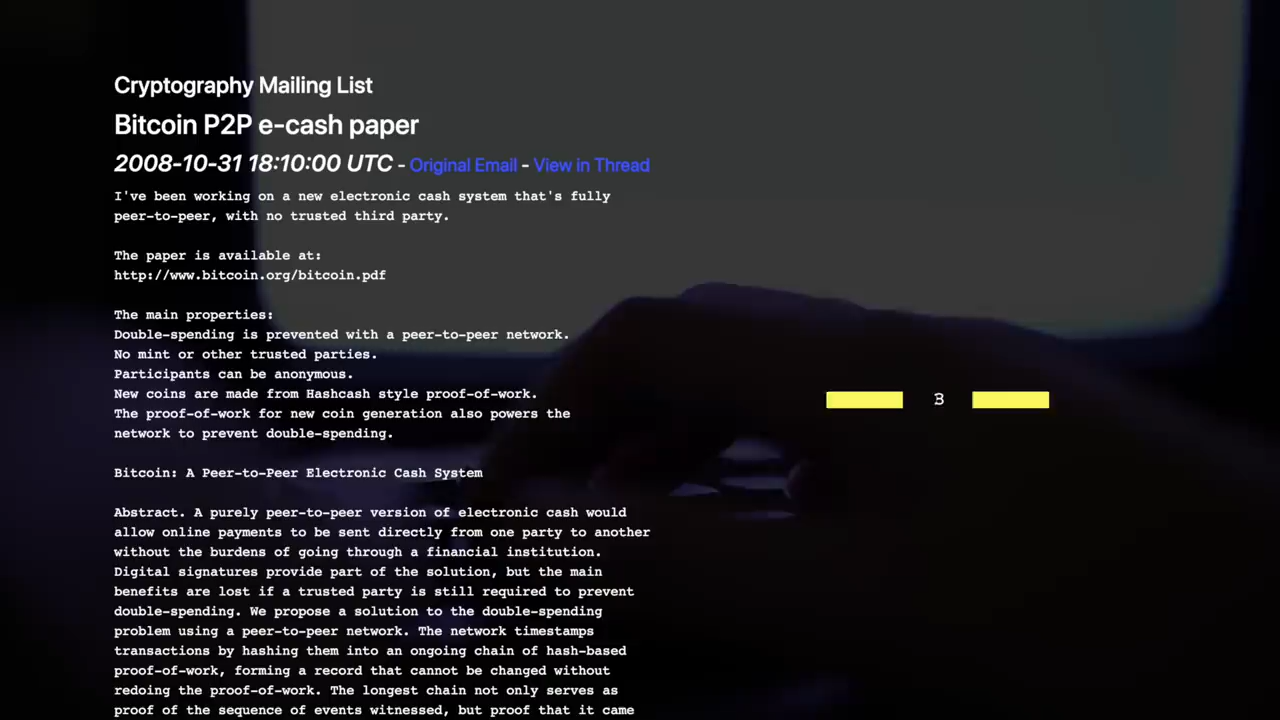 Cryptography Mailing List
Bitcoin P2P e-cash paper
2008-10-31 18:10:00 UTC - Original Email - View in Thread
I've been working on a new electronic cash system that's fully
peer-to-peer, with no trusted third party.
The paper is available at:
http://www.bitcoin.org/bitcoin.pdf
The main properties:
Double-spending is prevented with a peer-to-peer network.
No mint or other trusted parties.
Participants can be anonymous.
New coins are made from Hashcash style proof-of-work.
The proof-of-work for new coin generation also powers the
network to prevent double-spending.
3
Bitcoin: A Peer-to-Peer Electronic Cash System
Abstract. A purely peer-to-peer version of electronic cash would
allow online payments to be sent directly from one party to another
without the burdens of going through a financial institution.
Digital signatures provide part of the solution, but the main
benefits are lost if a trusted party is still required to prevent
double-spending. We propose a solution to the double-spending
problem using a peer-to-peer network. The network timestamps
transactions by hashing them into an ongoing chain of hash-based
proof-of-work, forming a record that cannot be changed without
redoing the proof-of-work. The longest chain not only serves as
proof of the sequence of events witnessed, but proof that it came